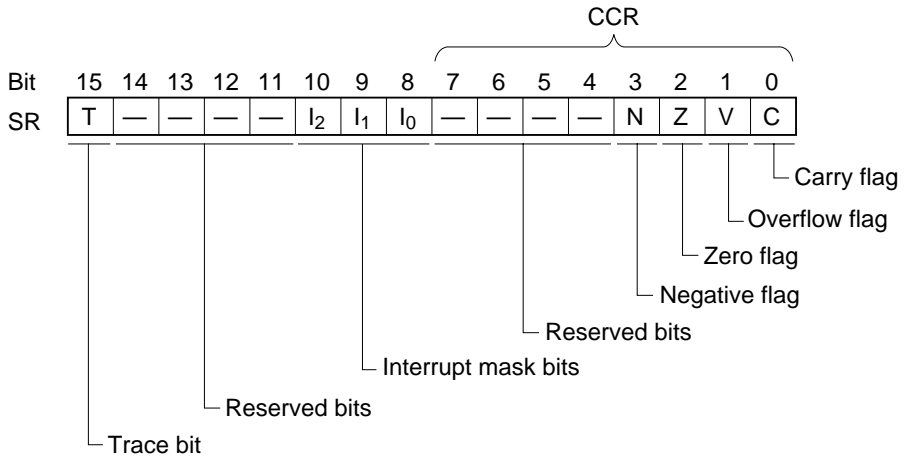 CCR
Bit 15 14 13 12 11 10 9 8 7 6 5 4 3 2 1 0
SR T — — — — I₂ I₁ I₀ — — — — N Z V C
Carry flag
Overflow flag
Zero flag
Negative flag
Reserved bits
Interrupt mask bits
Reserved bits
Trace bit